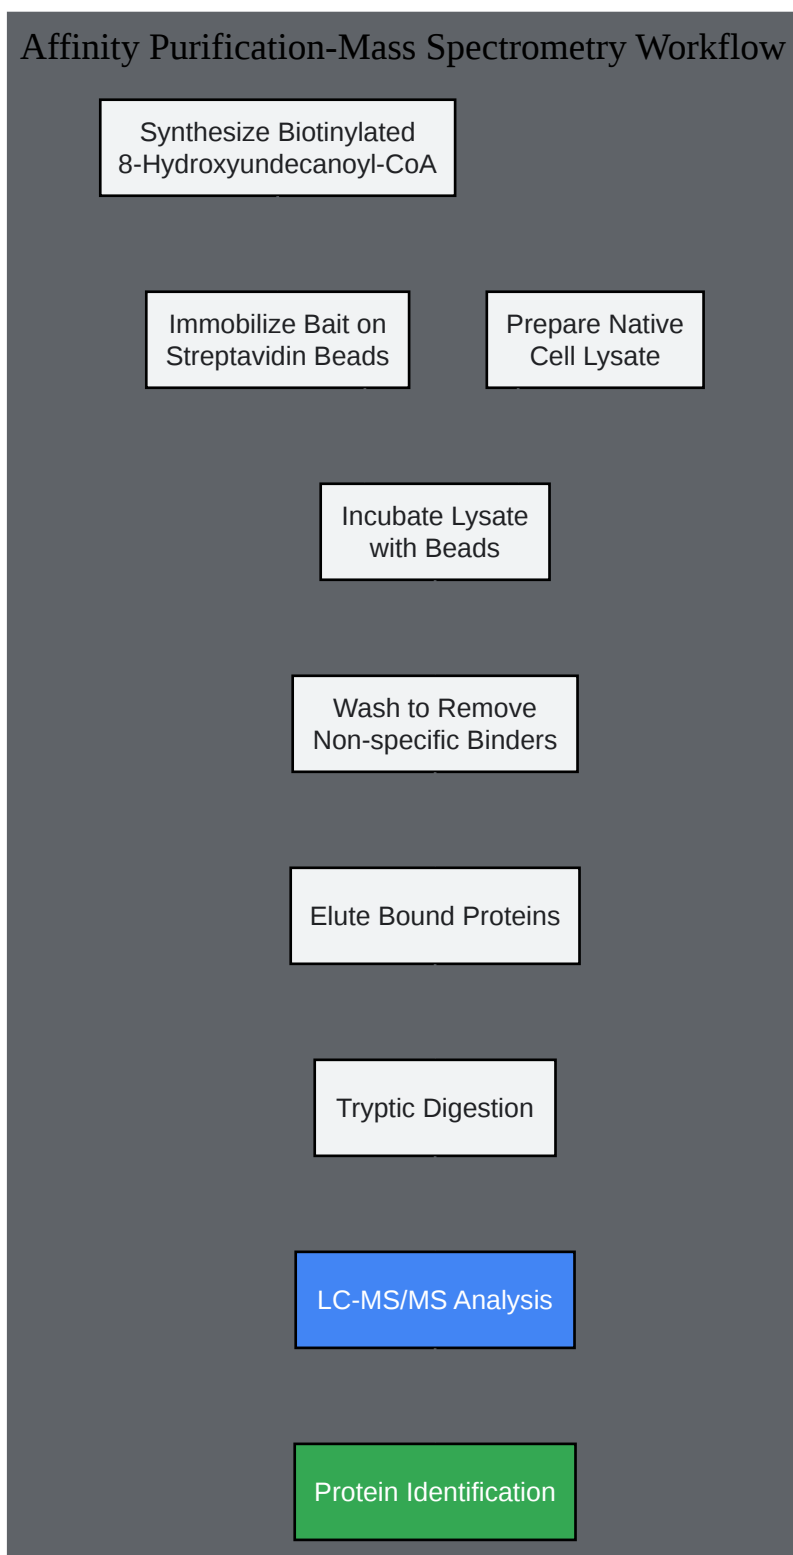 Affinity Purification-Mass Spectrometry Workflow
Synthesize Biotinylated
8-Hydroxyundecanoyl-CoA
Immobilize Bait on
Streptavidin Beads
Prepare Native
Cell Lysate
Incubate Lysate
with Beads
Wash to Remove
Non-specific Binders
Elute Bound Proteins
Tryptic Digestion
LC-MS/MS Analysis
Protein Identification